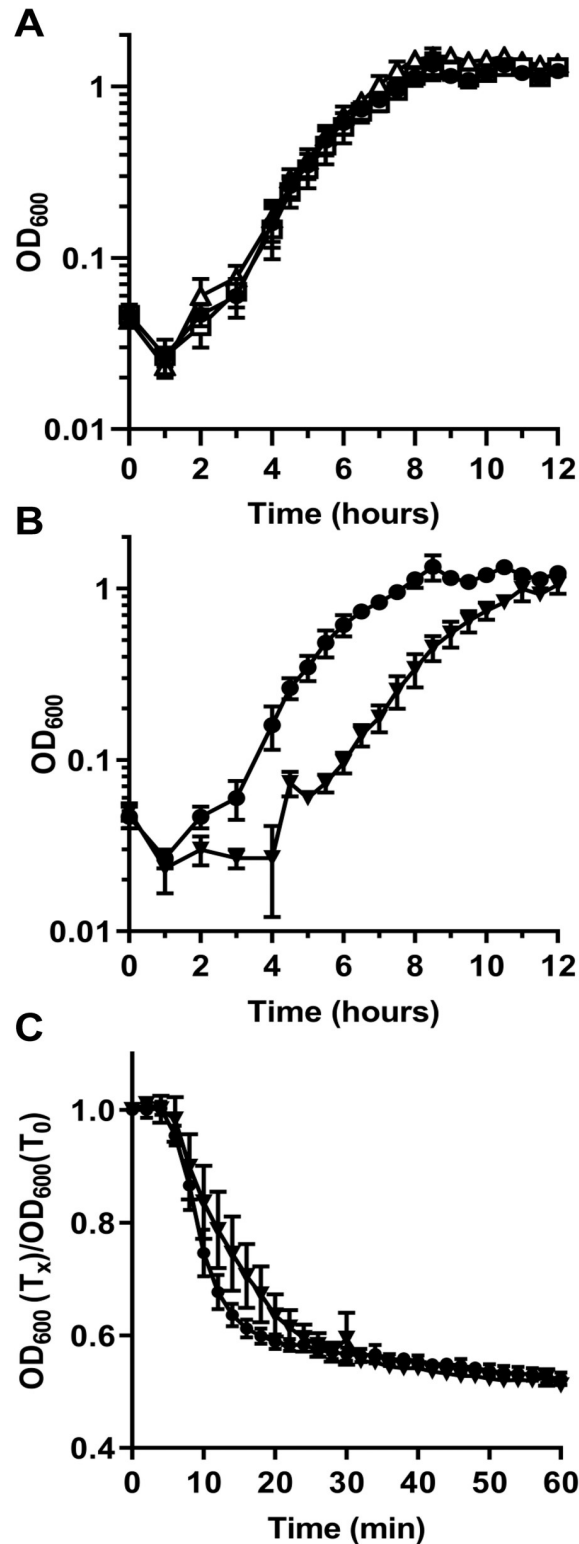 A
OD600
1
0.1
0.01
0 2 4 6 8 10 12
Time (hours)
B
OD600
1
0.1
0.01
0 2 4 6 8 10 12
Time (hours)
C
OD600(Tx)/OD600(T0)
1.0
0.8
0.6
0.4
0 10 20 30 40 50 60
Time (min)